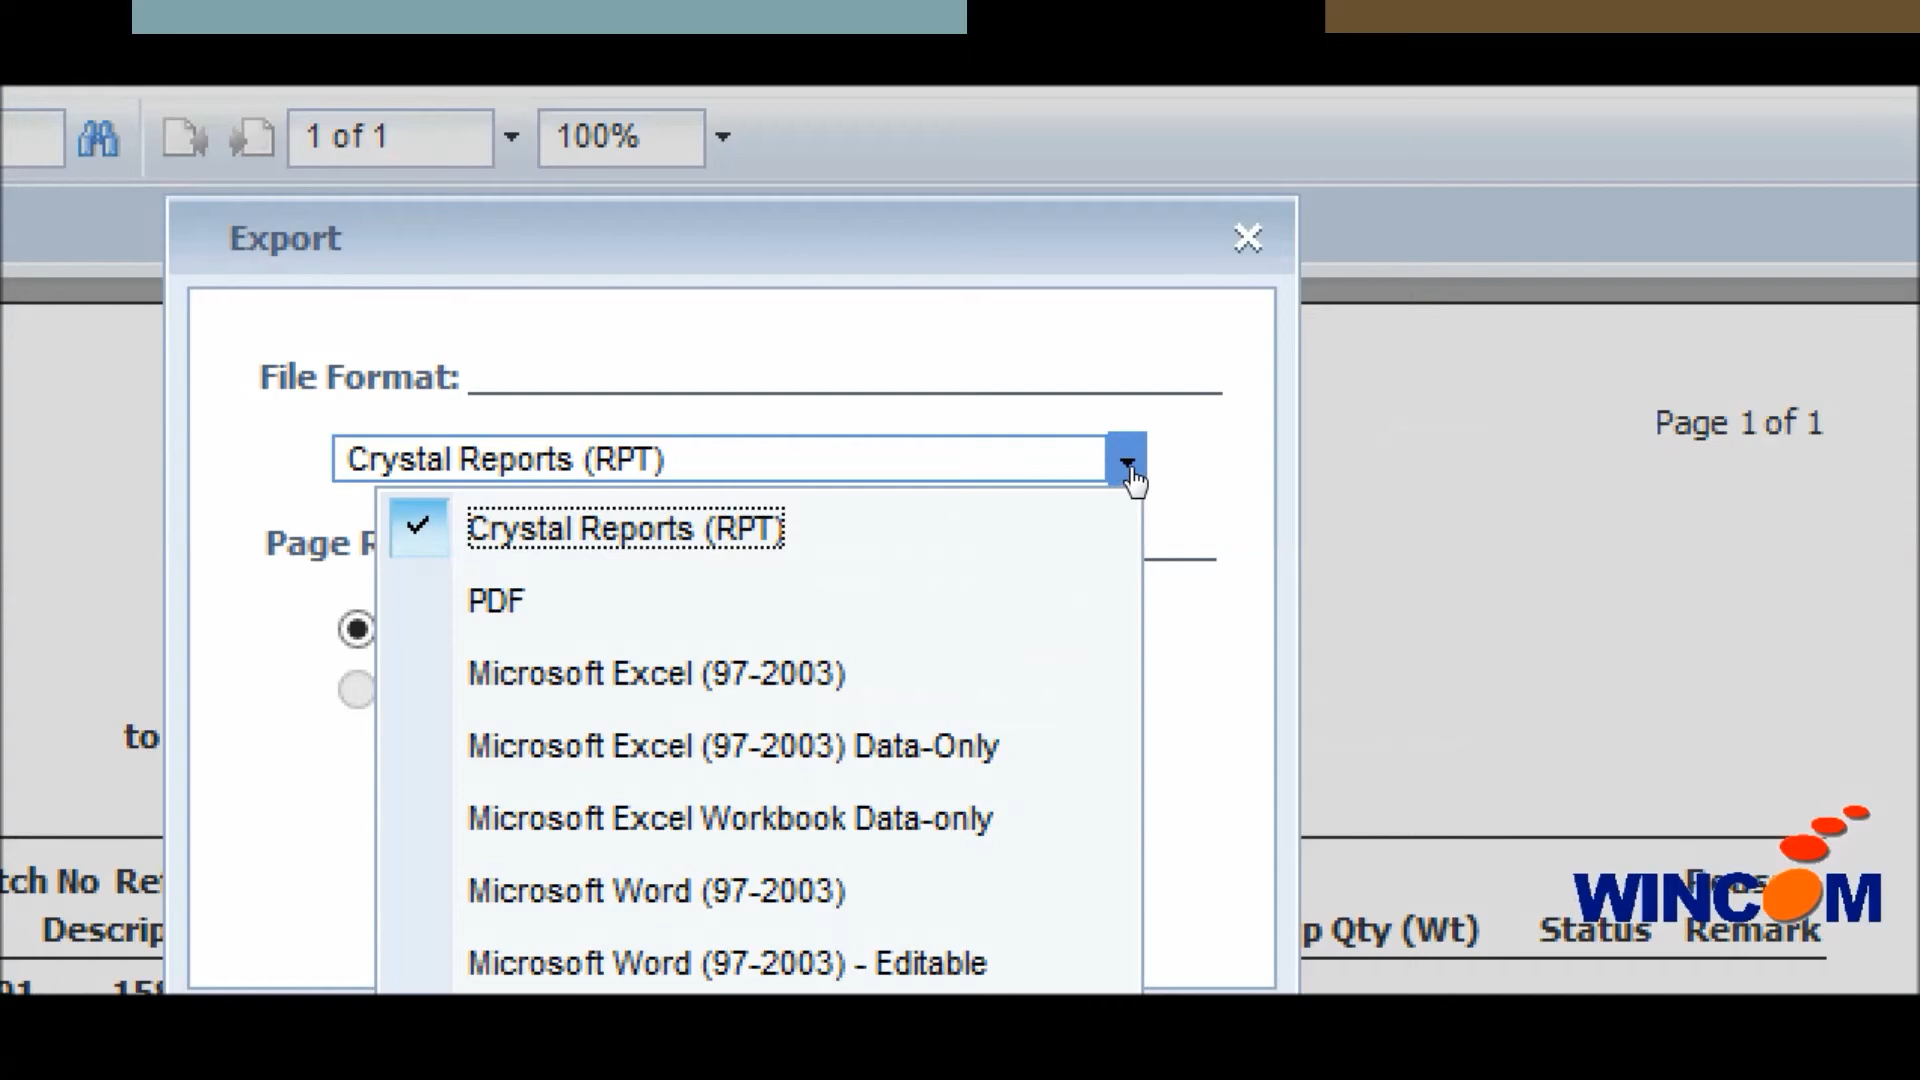 1 of 1
100%
Export
File Format:
Page 1 of 1
Crystal Reports (RPT)
Crystal Reports (RPT)
Page
PDF
Microsoft Excel (97-2003)
to
Microsoft Excel (97-2003) Data-Only
Microsoft Excel Workbook Data-only
tch No
Microsoft Word (97-2003)
WINCOM
Descrip
p Qty (Wt) Status Remark
Microsoft Word (97-2003) - Editable